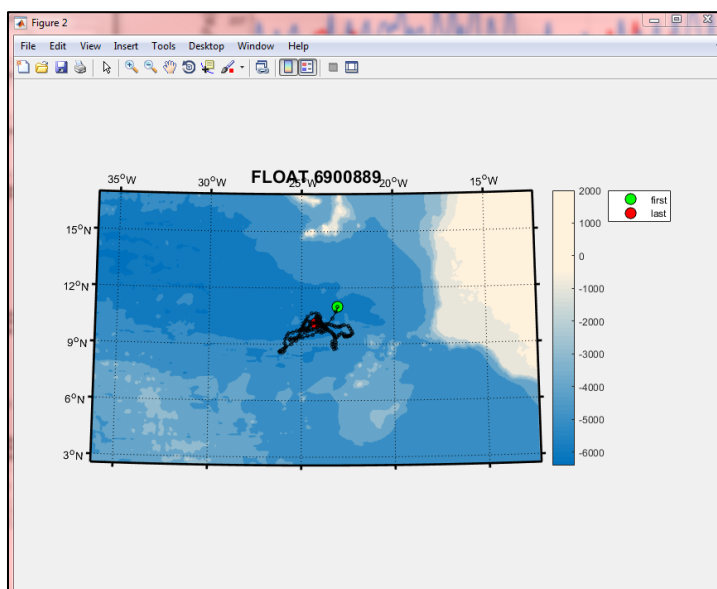 Figure 2
File Edit View Insert Tools Desktop Window Help
FLOAT 6900889
35°W 30°W 25°W 20°W 15°W
15°N
12°N
9°N
6°N
3°N
2000
1000
0
-1000
-2000
-3000
-4000
-5000
-6000
first
last